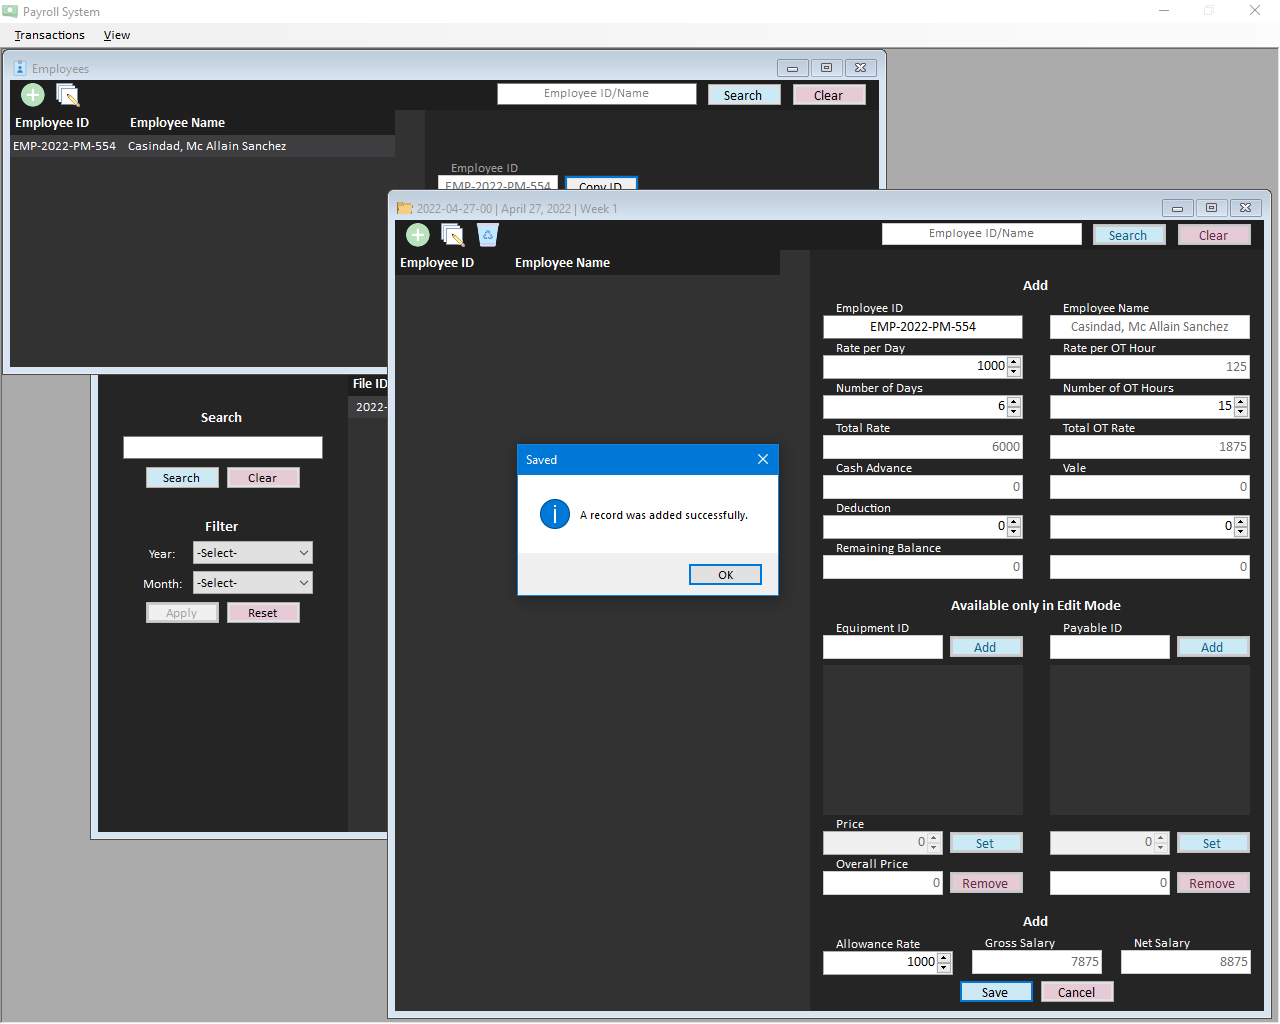 Payroll System
Transactions View
Employees
Employee ID/Name Search Clear
Employee ID Employee Name
EMP-2022-PM-554 Casindad, Mc Allain Sanchez
Employee ID
EMP-2022-PM-554 Copy ID
2022-04-27-00 | April 27, 2022 | Week 1
Employee ID/Name Search Clear
Employee ID Employee Name
Add
Employee ID Employee Name
EMP-2022-PM-554 Casindad, Mc Allain Sanchez
Rate per Day Rate per OT Hour
1000 125
Number of Days Number of OT Hours
6 15
Total Rate Total OT Rate
6000 1875
Cash Advance Vale
0 0
Deduction
0 0
Remaining Balance
0 0
Available only in Edit Mode
Equipment ID Payable ID
Add Add
Price
0 Set 0 Set
Overall Price
0 Remove 0 Remove
Add
Allowance Rate Gross Salary Net Salary
1000 7875 8875
Save Cancel
File ID
2022-
Search
Search Clear
Filter
Year: -Select-
Month: -Select-
Apply Reset
Saved
A record was added successfully.
OK